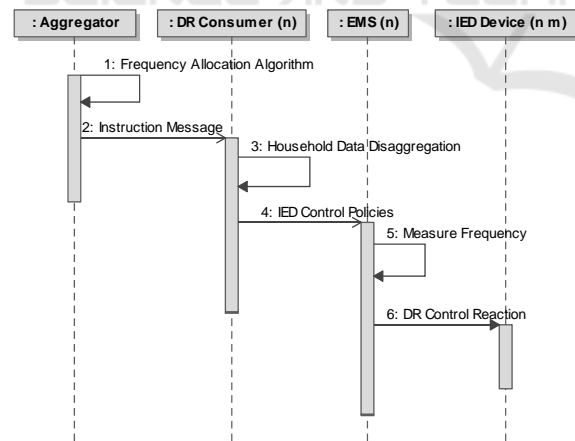 : Aggregator
: DR Consumer (n)
: EMS (n)
: IED Device (n m)
1: Frequency Allocation Algorithm
2: Instruction Message
3: Household Data Disaggregation
4: IED Control Policies
5: Measure Frequency
6: DR Control Reaction